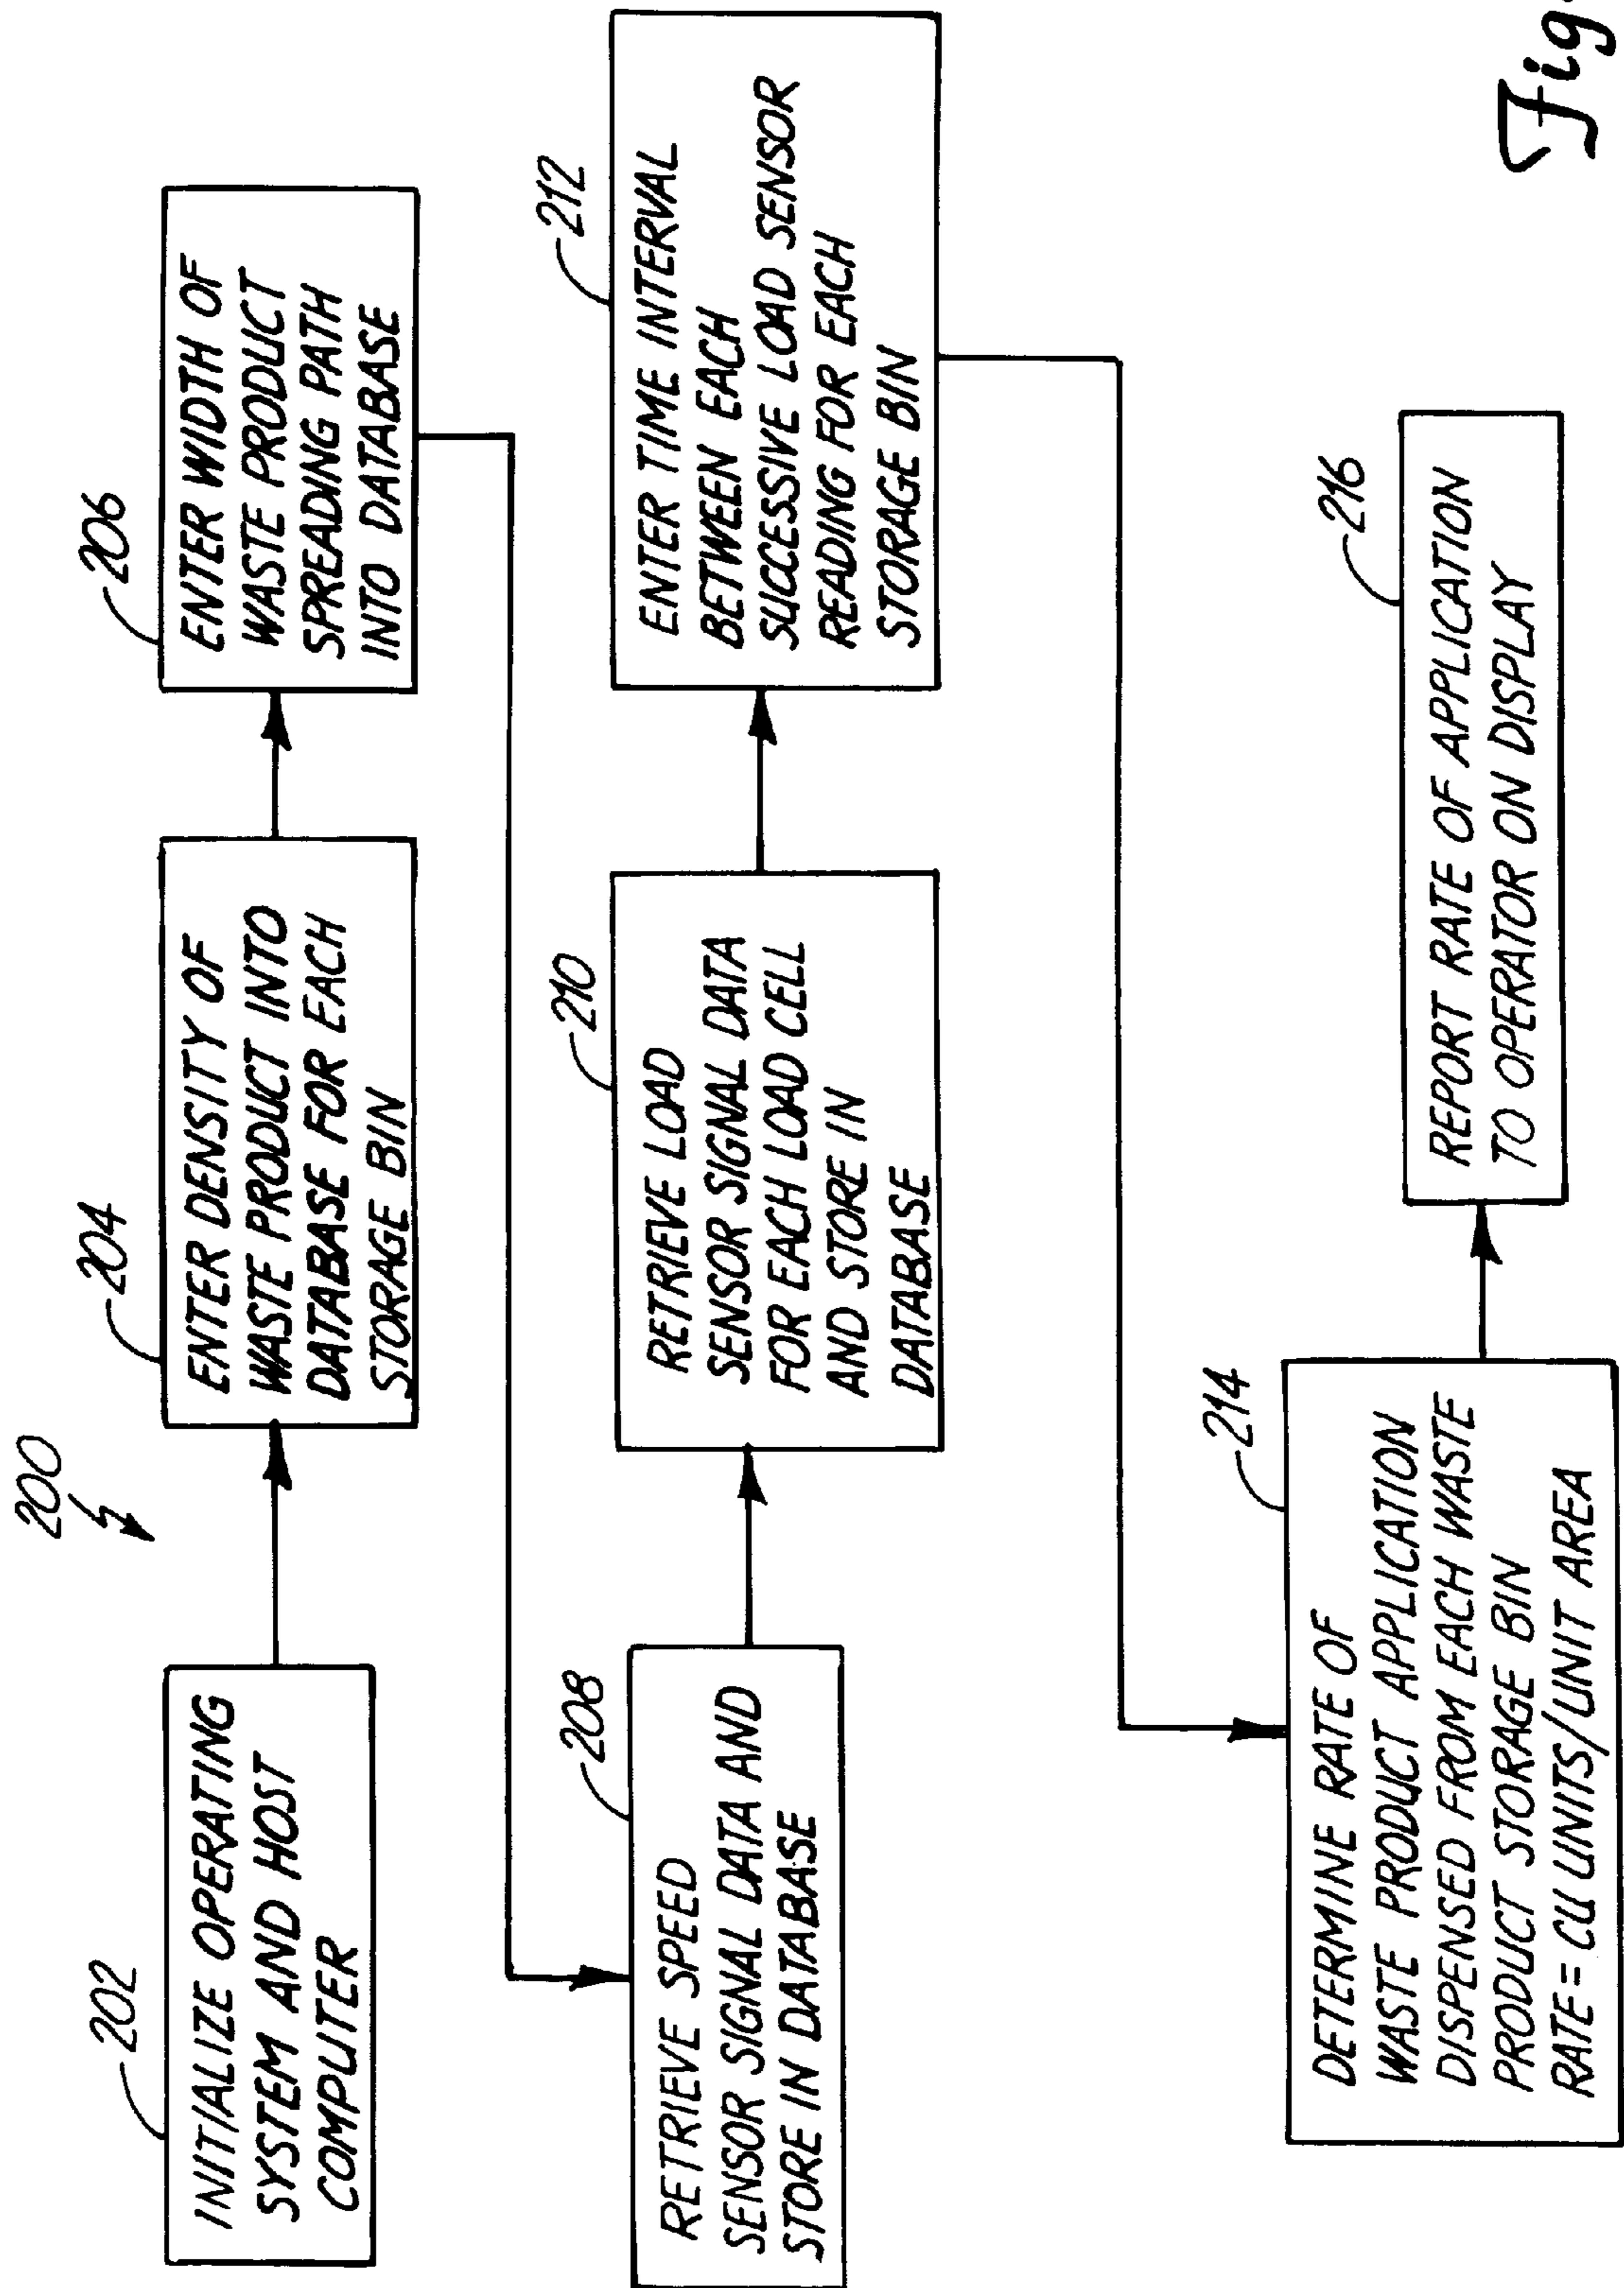 200
202
INITIALIZE OPERATING
SYSTEM AND HOST
COMPUTER
204
ENTER DENSITY OF
WASTE PRODUCT INTO
DATABASE FOR EACH
STORAGE BIN
206
ENTER WIDTH OF
WASTE PRODUCT
SPREADING PATH
INTO DATABASE
208
RETRIEVE SPEED
SENSOR SIGNAL DATA AND
STORE IN DATABASE
210
RETRIEVE LOAD
SENSOR SIGNAL DATA
FOR EACH LOAD CELL
AND STORE IN
DATABASE
212
ENTER TIME INTERVAL
BETWEEN EACH
SUCCESSIVE LOAD SENSOR
READING FOR EACH
STORAGE BIN
214
DETERMINE RATE OF
WASTE PRODUCT APPLICATION
DISPENSED FROM EACH WASTE
PRODUCT STORAGE BIN
RATE = CU UNITS/UNIT AREA
216
REPORT RATE OF APPLICATION
TO OPERATOR ON DISPLAY
Fig.